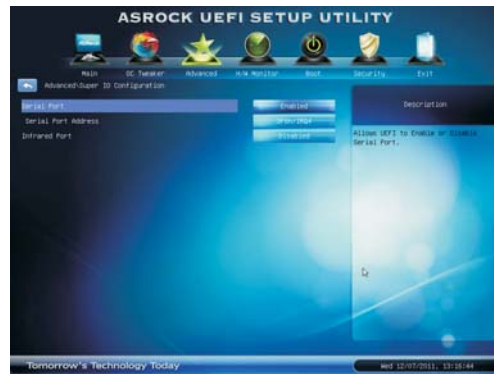 ASROCK UEFI SETUP UTILITY
Main OC Tweaker Advanced H/W Monitor Boot Security Exit
Advanced\Super IO Configuration
Serial Port Enabled
Serial Port Address 3F8h/IRQ4
Infrared Port Disabled
Description
Allows UEFI to Enable or Disable
Serial Port.
Tomorrow's Technology Today
Wed 12/07/2011, 13:16:44